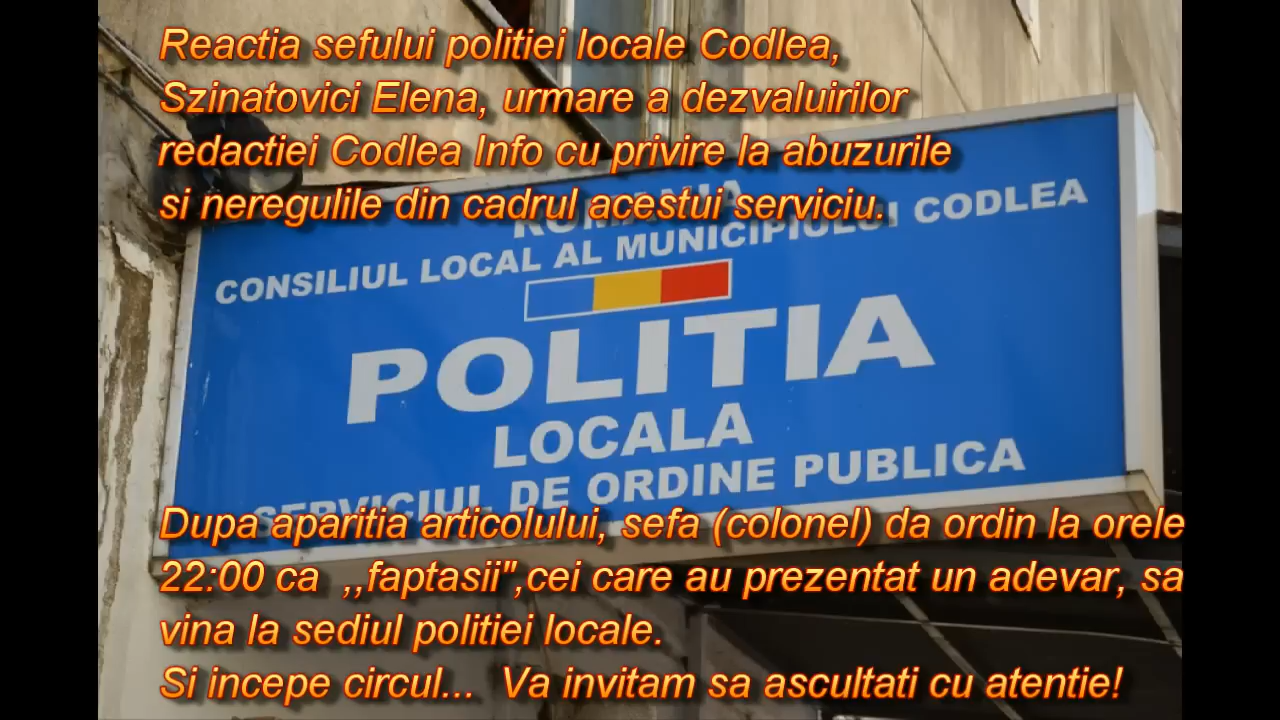 Reactia sefului politiei locale Codlea,
Szinatovici Elena, urmare a dezvaluirilor
redactiei Codlea Info cu privire la abuzurile
si neregulile din cadrul acestui serviciu.
ROMANIA
CONSILIUL LOCAL AL MUNICIPIULUI CODLEA
POLITIA
LOCALA
SERVICIUL DE ORDINE PUBLICA
Dupa aparitia articolului, sefa (colonel) da ordin la orele
22:00 ca ,,faptasii",cei care au prezentat un adevar, sa
vina la sediul politiei locale.
Si incepe circul... Va invitam sa ascultati cu atentie!